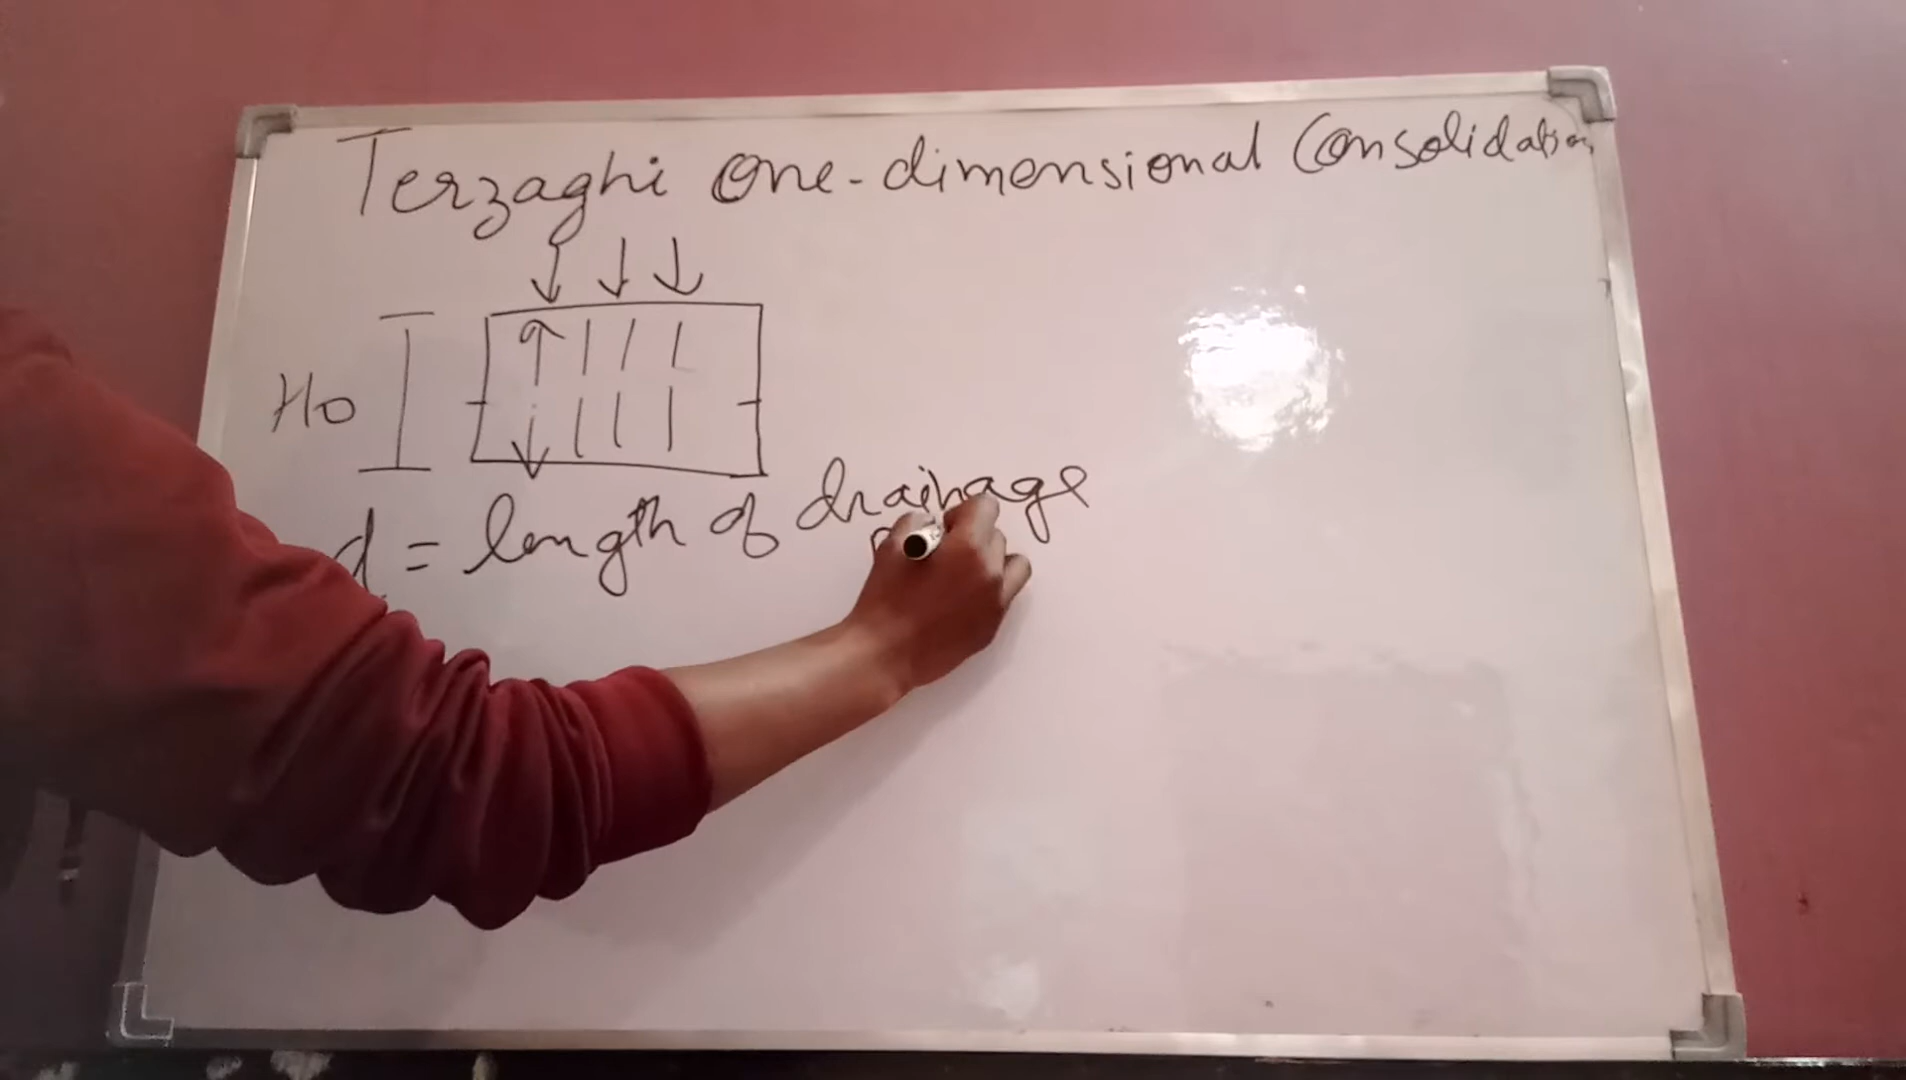 Terzaghi One-dimensional Consolidation
Ho
d = length of drainage